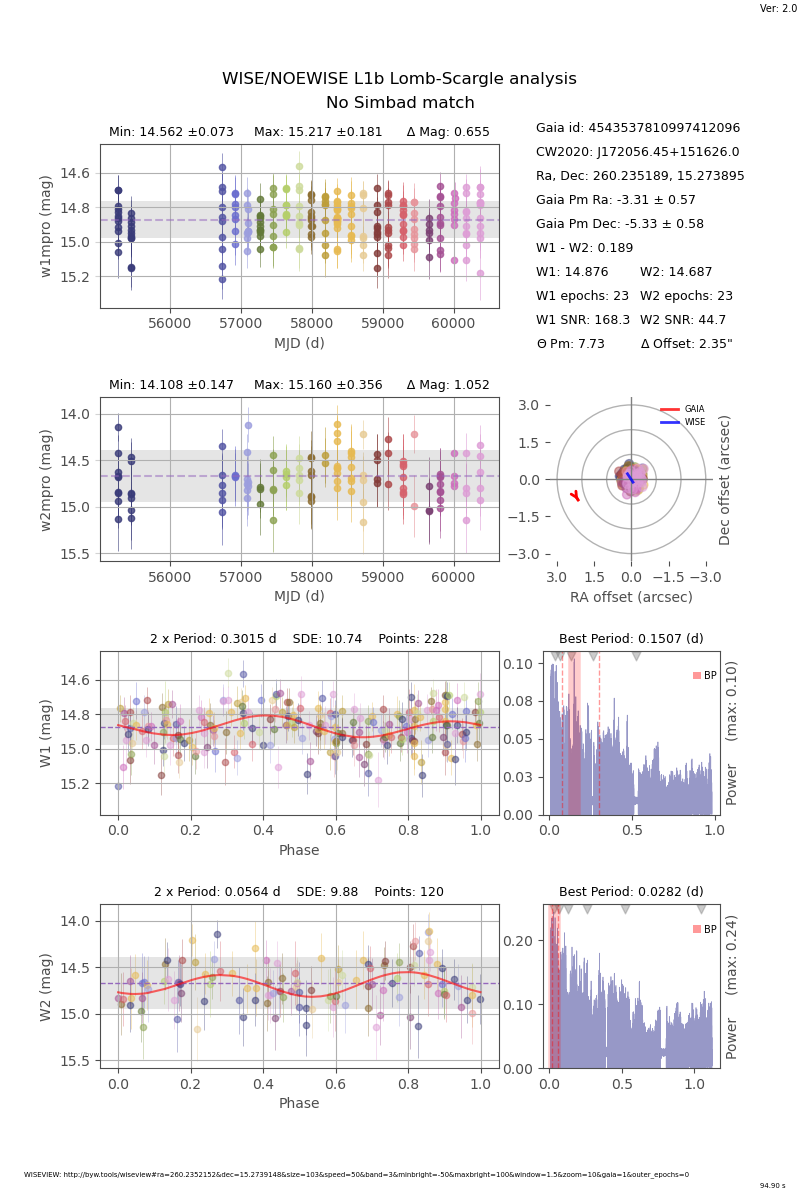 Ver: 2.0
WISE/NOEWISE L1b Lomb-Scargle analysis
No Simbad match
Min: 14.562 ±0.073 Max: 15.217 ±0.181 Δ Mag: 0.655
14.6
14.8
15.0
15.2
w1mpro (mag)
56000 57000 58000 59000 60000
MJD (d)
Gaia id: 4543537810997412096
CW2020: J172056.45+151626.0
Ra, Dec: 260.235189, 15.273895
Gaia Pm Ra: -3.31 ± 0.57
Gaia Pm Dec: -5.33 ± 0.58
W1 - W2: 0.189
W1: 14.876 W2: 14.687
W1 epochs: 23 W2 epochs: 23
W1 SNR: 168.3 W2 SNR: 44.7
Θ Pm: 7.73 Δ Offset: 2.35"
Min: 14.108 ±0.147 Max: 15.160 ±0.356 Δ Mag: 1.052
14.0
14.5
15.0
15.5
w2mpro (mag)
56000 57000 58000 59000 60000
MJD (d)
3.0
1.5
0.0
−1.5
−3.0
GAIA
WISE
Dec offset (arcsec)
3.0 1.5 0.0 −1.5 −3.0
RA offset (arcsec)
2 x Period: 0.3015 d SDE: 10.74 Points: 228
14.6
14.8
15.0
15.2
W1 (mag)
0.0 0.2 0.4 0.6 0.8 1.0
Phase
Best Period: 0.1507 (d)
0.10
0.08
0.05
0.03
0.00
BP
Power (max: 0.10)
0.0 0.5 1.0
2 x Period: 0.0564 d SDE: 9.88 Points: 120
14.0
14.5
15.0
15.5
W2 (mag)
0.0 0.2 0.4 0.6 0.8 1.0
Phase
Best Period: 0.0282 (d)
0.20
0.10
0.00
BP
Power (max: 0.24)
0.0 0.5 1.0
WISEVIEW: http://byw.tools/wiseview#ra=260.2352152&dec=15.2739148&size=103&speed=50&band=3&minbright=-50&maxbright=100&window=1.5&zoom=10&gaia=1&outer_epochs=0
94.90 s